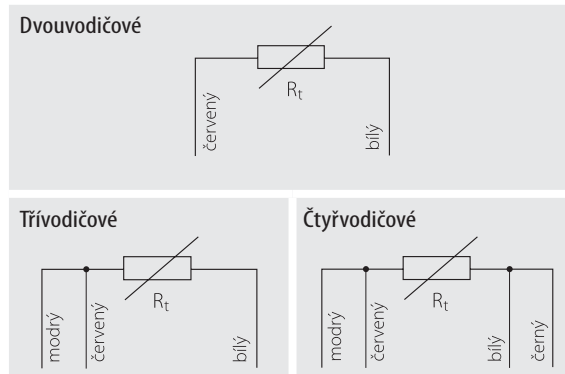 Dvouvodičové
Rt
červený
bílý
Třívodičové
Rt
modrý
červený
bílý
Čtyřvodičové
Rt
modrý
červený
bílý
černý